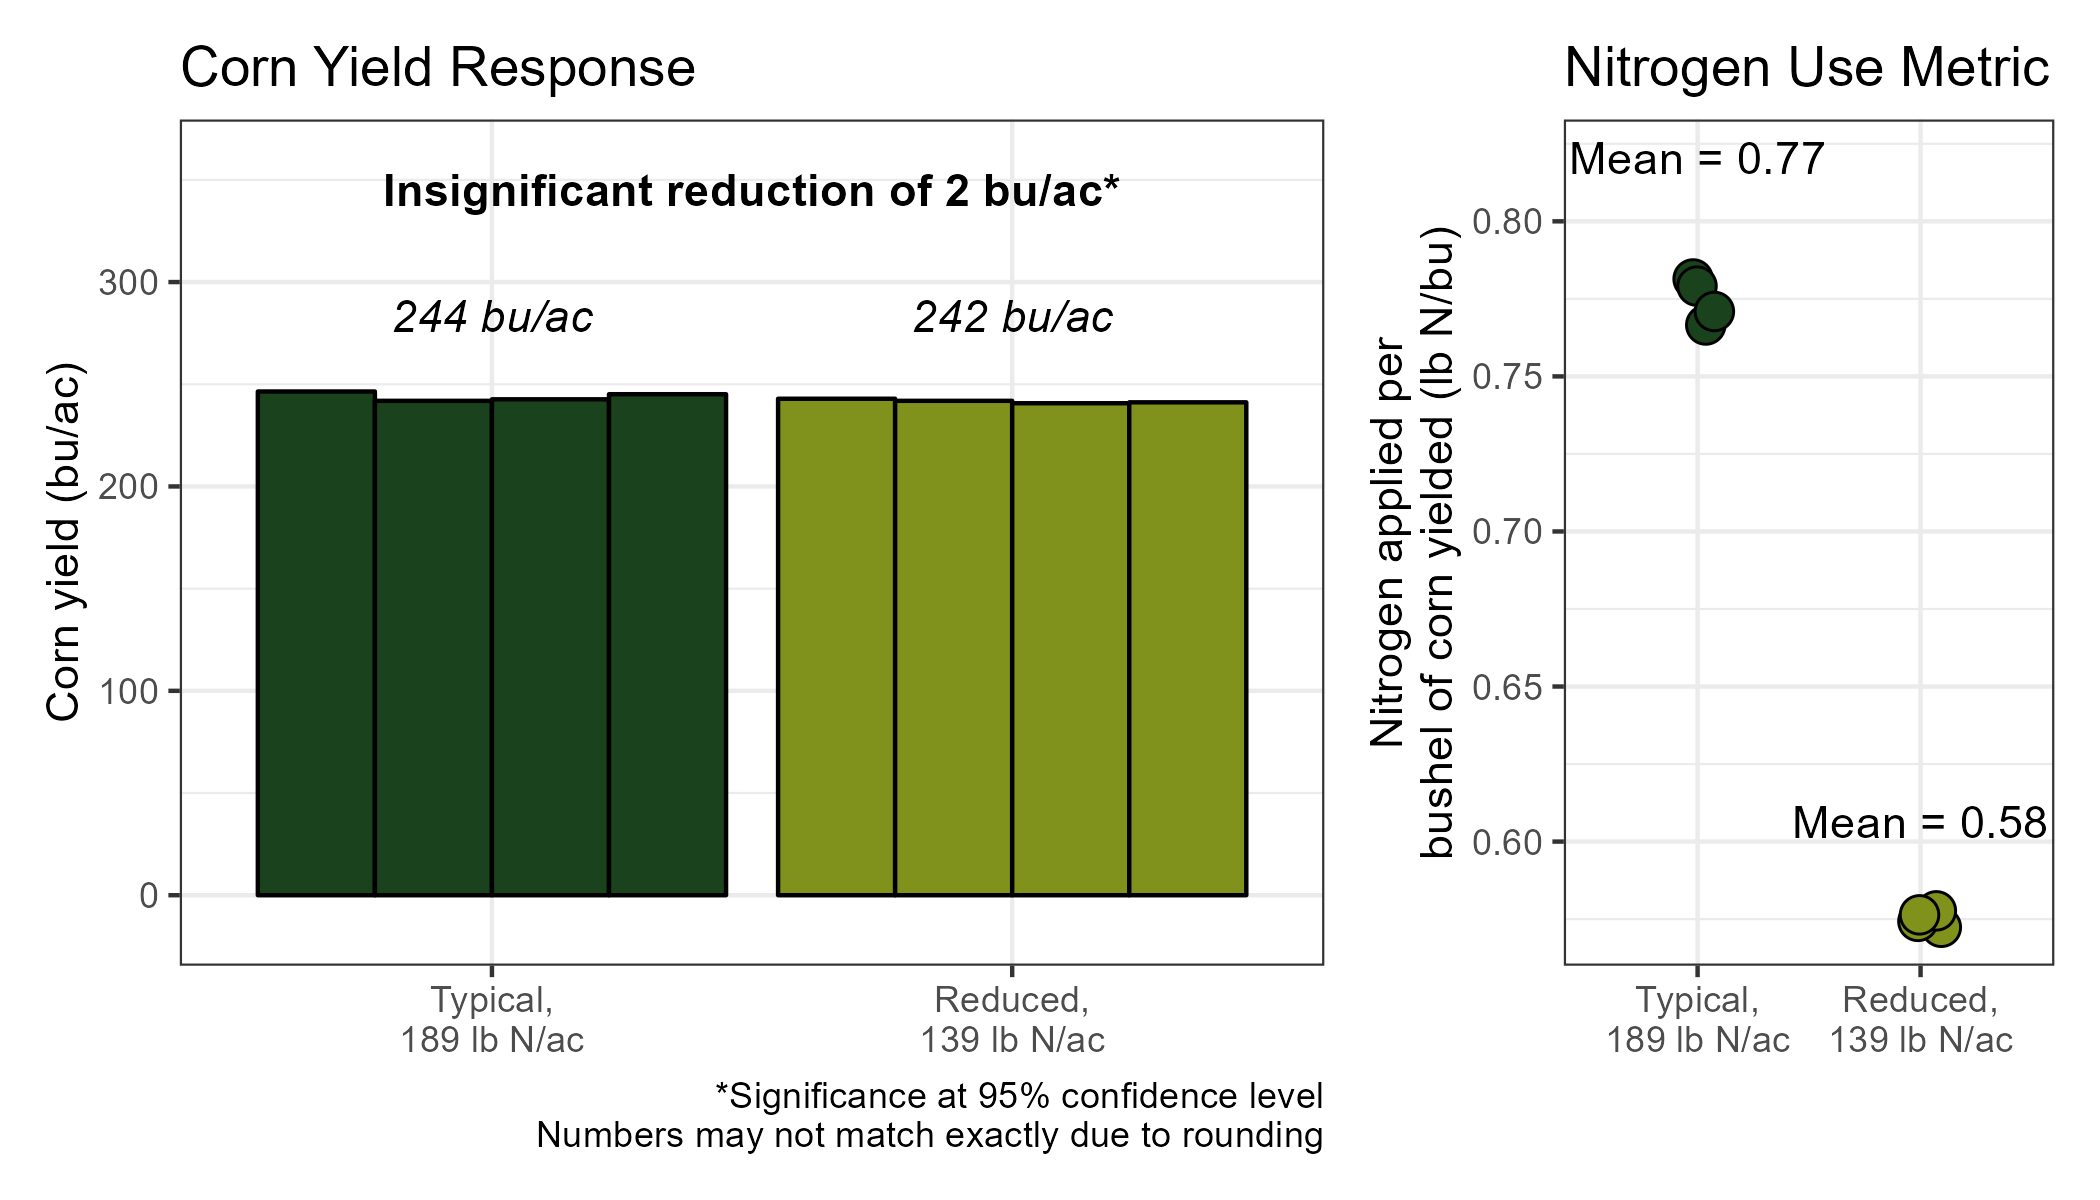 Corn Yield Response
Insignificant reduction of 2 bu/ac*
244 bu/ac
242 bu/ac
Corn yield (bu/ac)
300
200
100
0
Typical,
189 lb N/ac
Reduced,
139 lb N/ac
*Significance at 95% confidence level
Numbers may not match exactly due to rounding
Nitrogen Use Metric
Mean = 0.77
Mean = 0.58
Nitrogen applied per
bushel of corn yielded (lb N/bu)
0.80
0.75
0.70
0.65
0.60
Typical,
189 lb N/ac
Reduced,
139 lb N/ac